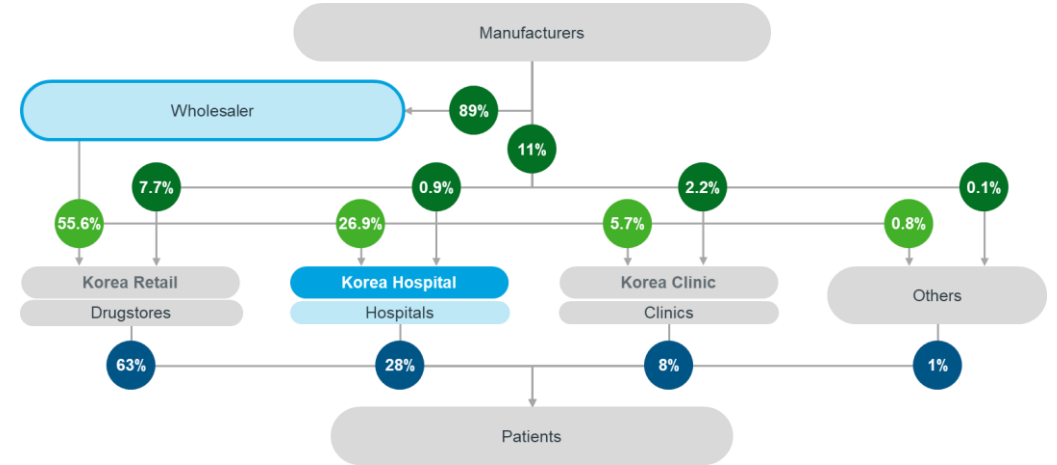 Manufacturers
Wholesaler
89%
11%
7.7%
0.9%
2.2%
0.1%
55.6%
26.9%
5.7%
0.8%
Korea Retail
Korea Hospital
Korea Clinic
Others
Drugstores
Hospitals
Clinics
63%
28%
8%
1%
Patients